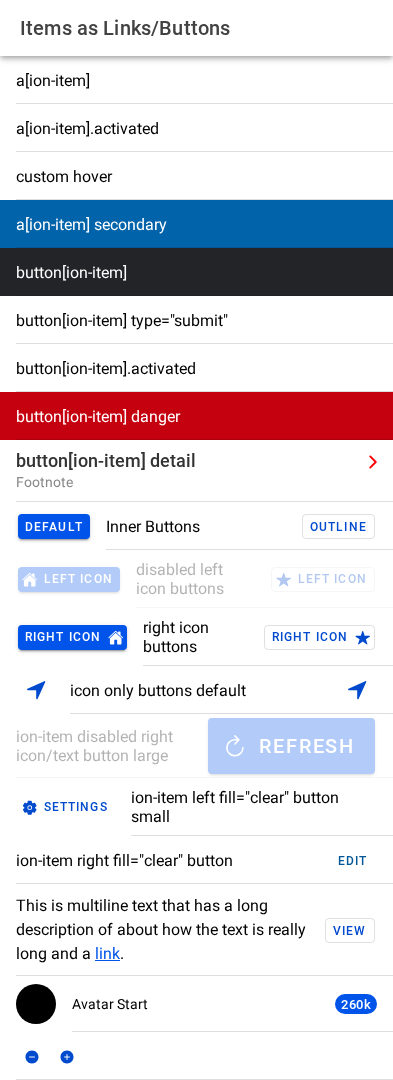 Items as Links/Buttons
a[ion-item]
a[ion-item].activated
custom hover
a[ion-item] secondary
button[ion-item]
button[ion-item] type="submit"
button[ion-item].activated
button[ion-item] danger
button[ion-item] detail
Footnote
DEFAULT Inner Buttons OUTLINE
LEFT ICON disabled left
icon buttons LEFT ICON
RIGHT ICON right icon
buttons RIGHT ICON
icon only buttons default
ion-item disabled right
icon/text button large REFRESH
SETTINGS ion-item left fill="clear" button
small
ion-item right fill="clear" button EDIT
This is multiline text that has a long
description of about how the text is really
long and a link.
VIEW
Avatar Start 260k